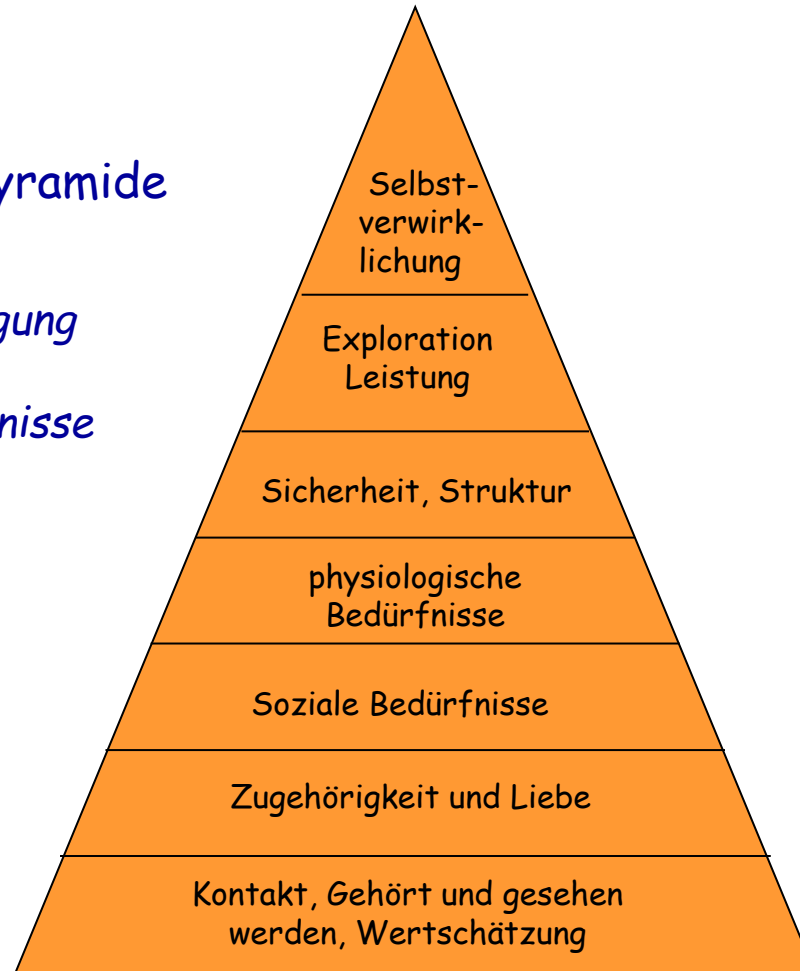 yramide
gung
nisse
Selbst-
verwirk-
lichung
Exploration
Leistung
Sicherheit, Struktur
physiologische
Bedürfnisse
Soziale Bedürfnisse
Zugehörigkeit und Liebe
Kontakt, Gehört und gesehen
werden, Wertschätzung